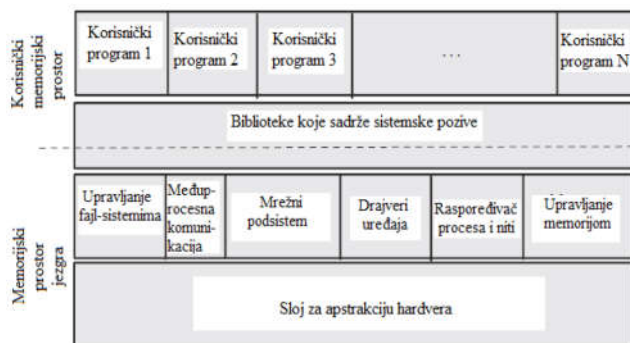 Korisnički
memorijski
prostor
Korisnički
program 1
Korisnički
program 2
Korisnički
program 3
...
Korisnički
program N
Biblioteke koje sadrže sistemske pozive
Memorijski
prostor
jezgra
Upravljanje
fajl-sistemima
Među-
procesna
komuni-
kacija
Mrežni
podsistem
Drajveri
uređaja
Raspoređivač
procesa i niti
Upravljanje
memorijom
Sloj za apstrakciju hardvera